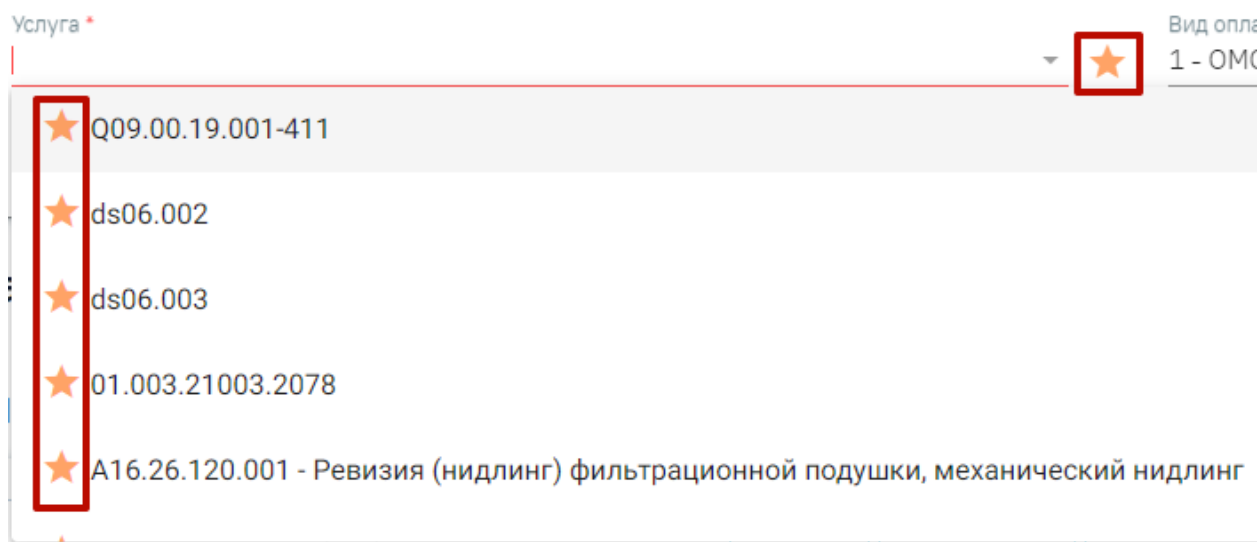 Услуга *
Вид опла
1 - ОМС
Q09.00.19.001-411
ds06.002
ds06.003
01.003.21003.2078
А16.26.120.001 - Ревизия (нидлинг) фильтрационной подушки, механический нидлинг